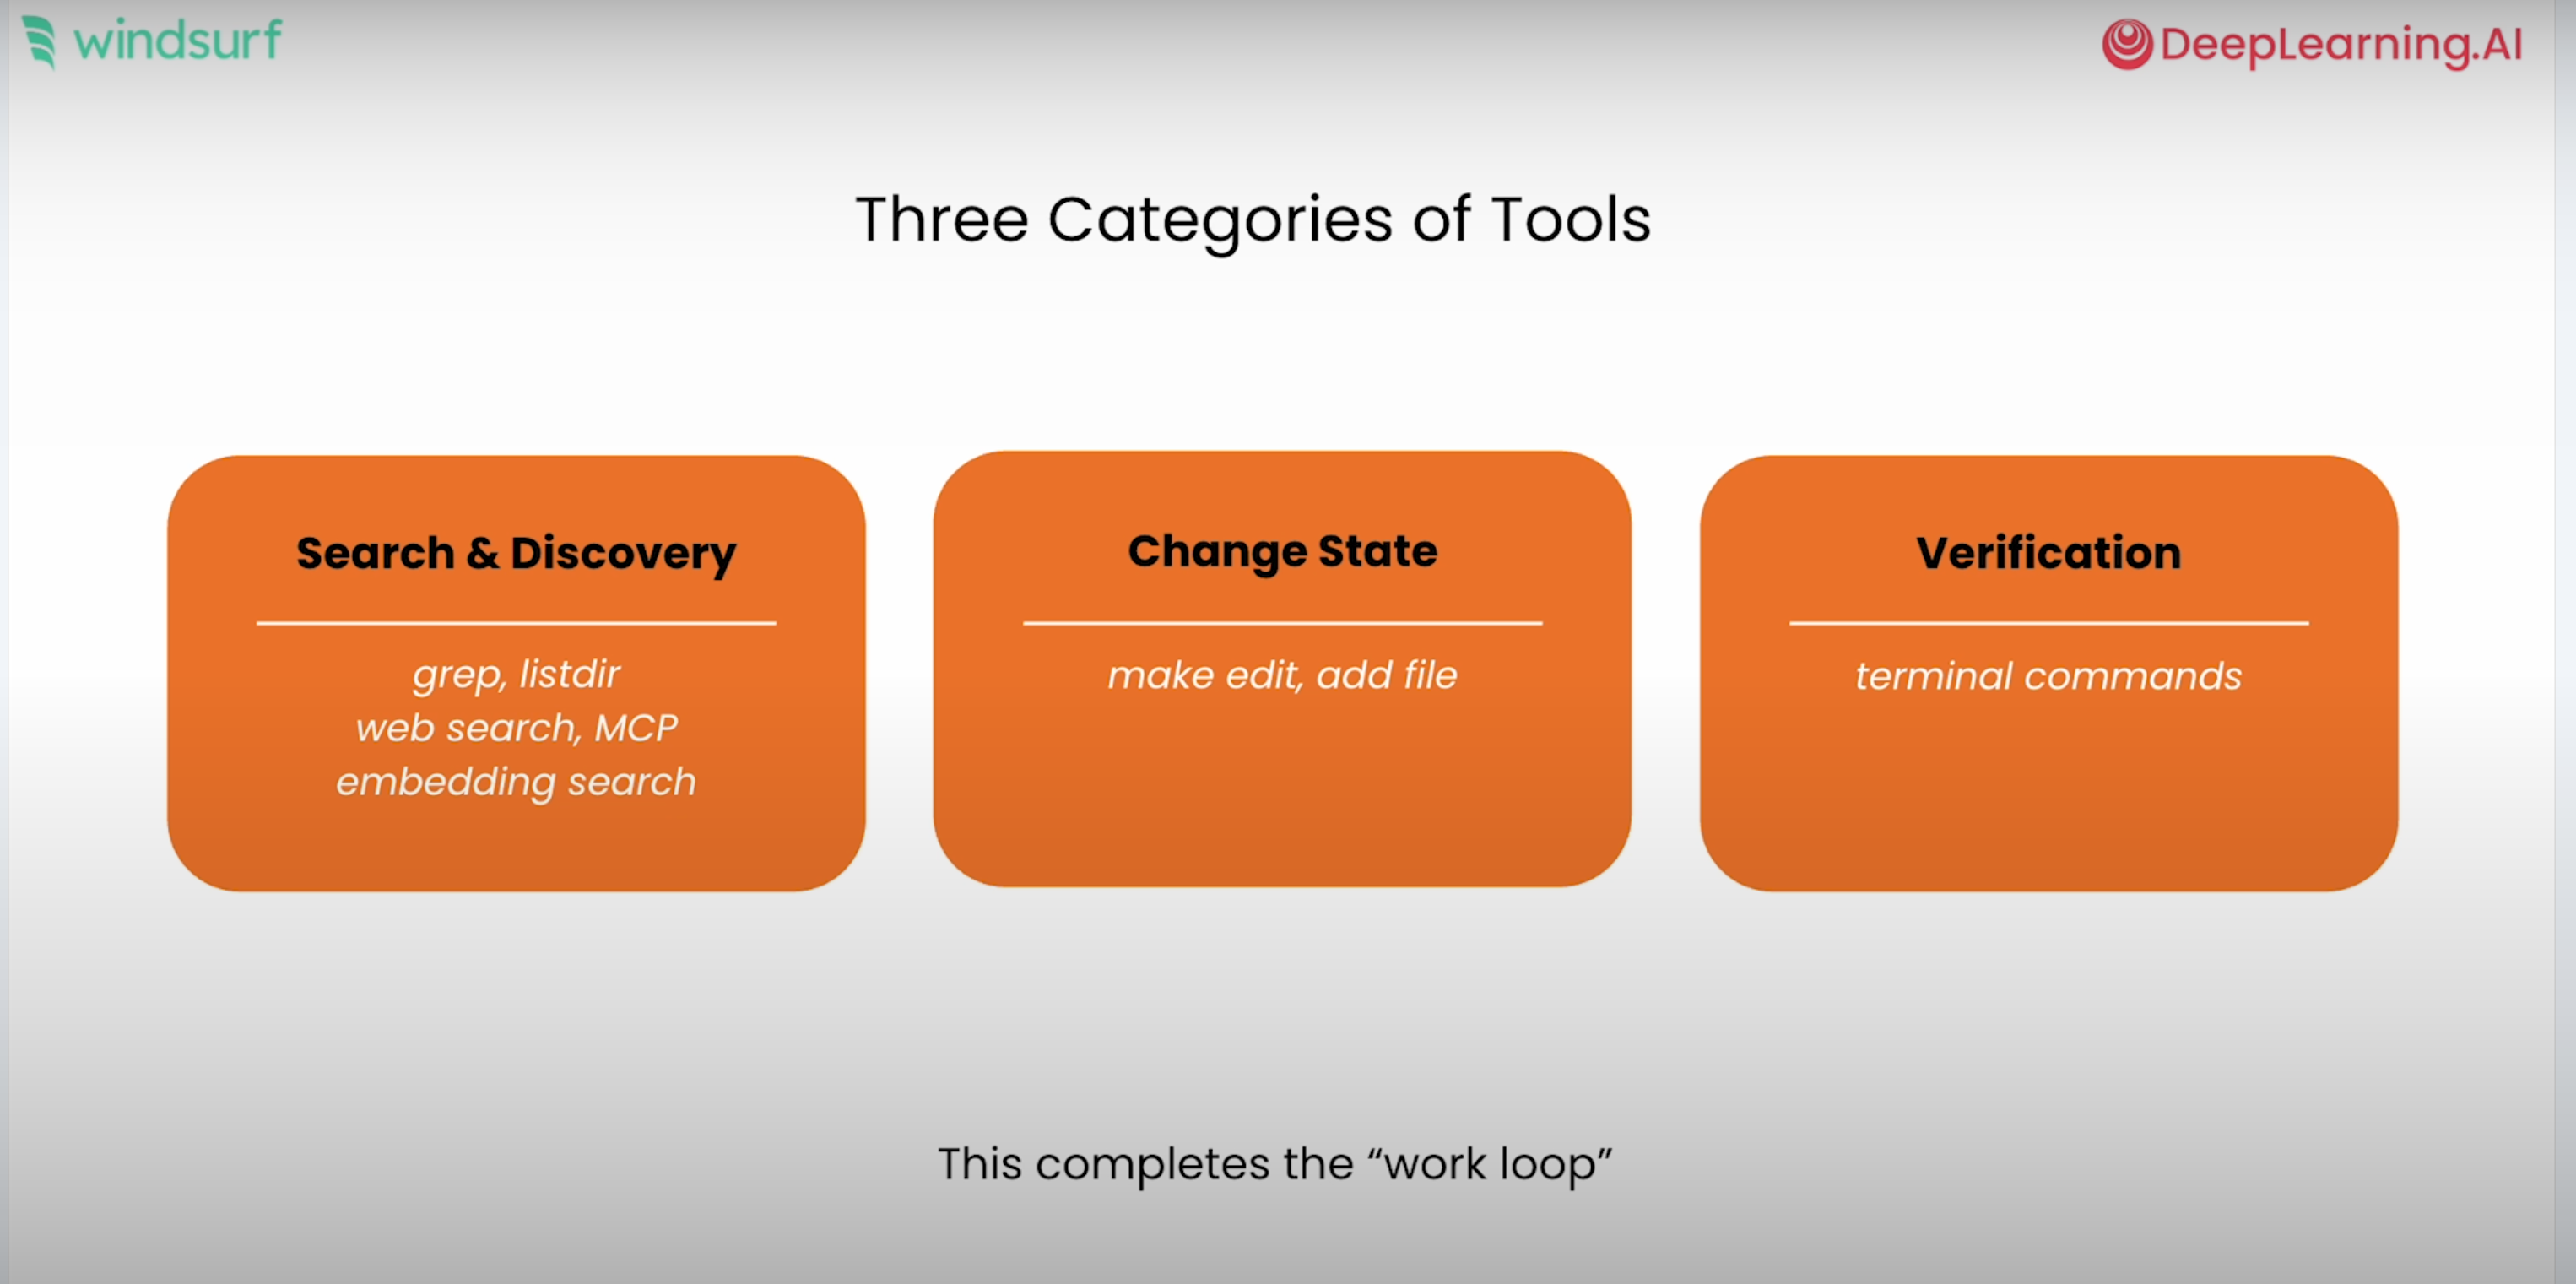 windsurf
DeepLearning.AI
Three Categories of Tools
Search & Discovery
grep, listdir
web search, MCP
embedding search
Change State
make edit, add file
Verification
terminal commands
This completes the “work loop”